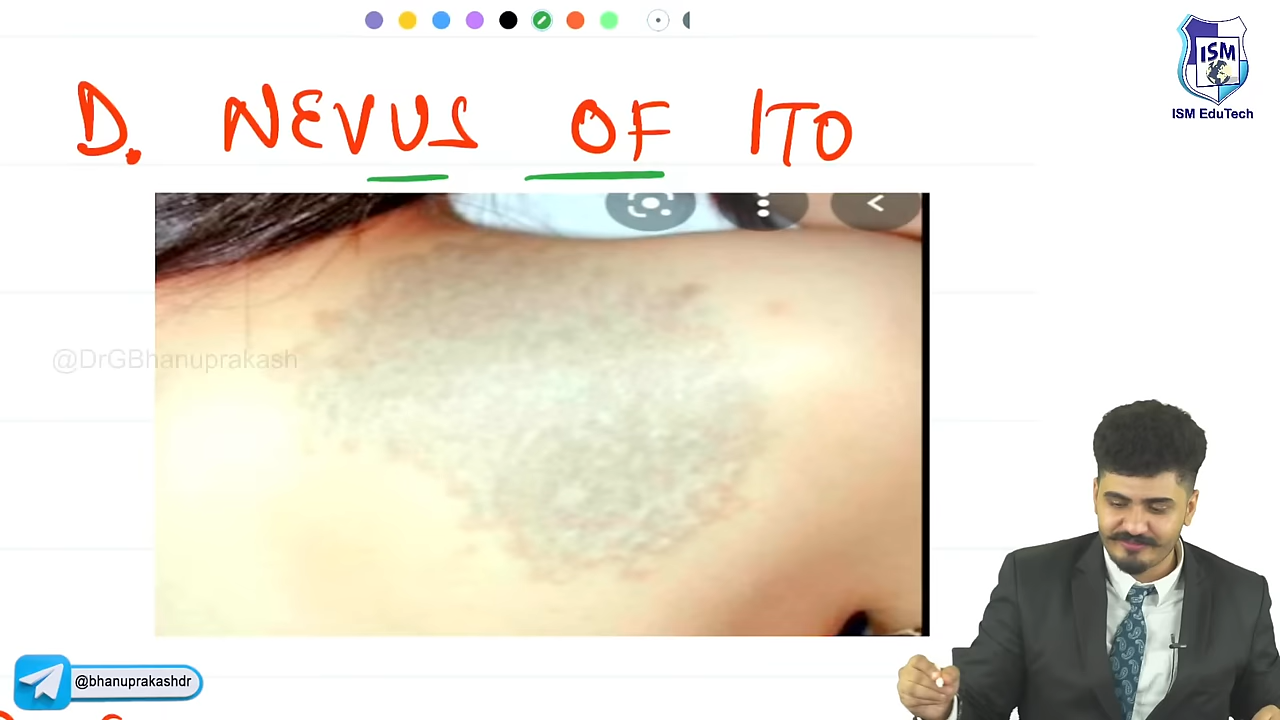 ISM
ISM EduTech
D. NEVUS OF ITO
@DrGBhanuprakash
@bhanuprakashdr